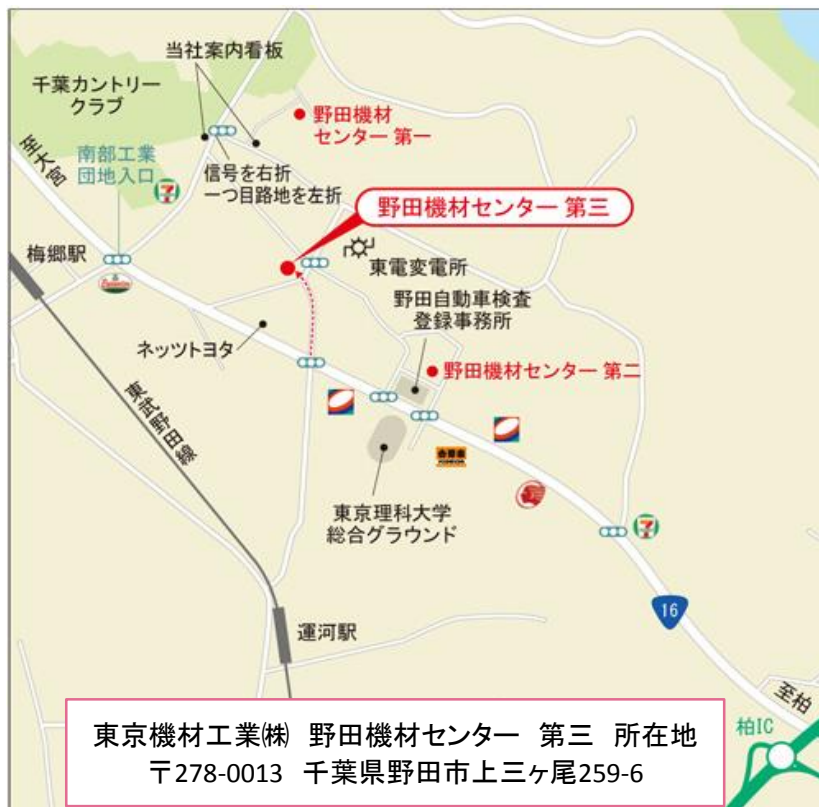 当社案内看板
千葉カントリー
クラブ
野田機材
センター 第一
至大宮
南部工業
団地入口
信号を右折
一つ目路地を左折
野田機材センター 第三
梅郷駅
東電変電所
野田自動車検査
登録事務所
ネッツトヨタ
野田機材センター 第二
東武野田線
吉野家
東京理科大学
総合グラウンド
16
運河駅
至柏
柏IC
東京機材工業㈱ 野田機材センター 第三 所在地
〒278-0013 千葉県野田市上三ヶ尾259-6